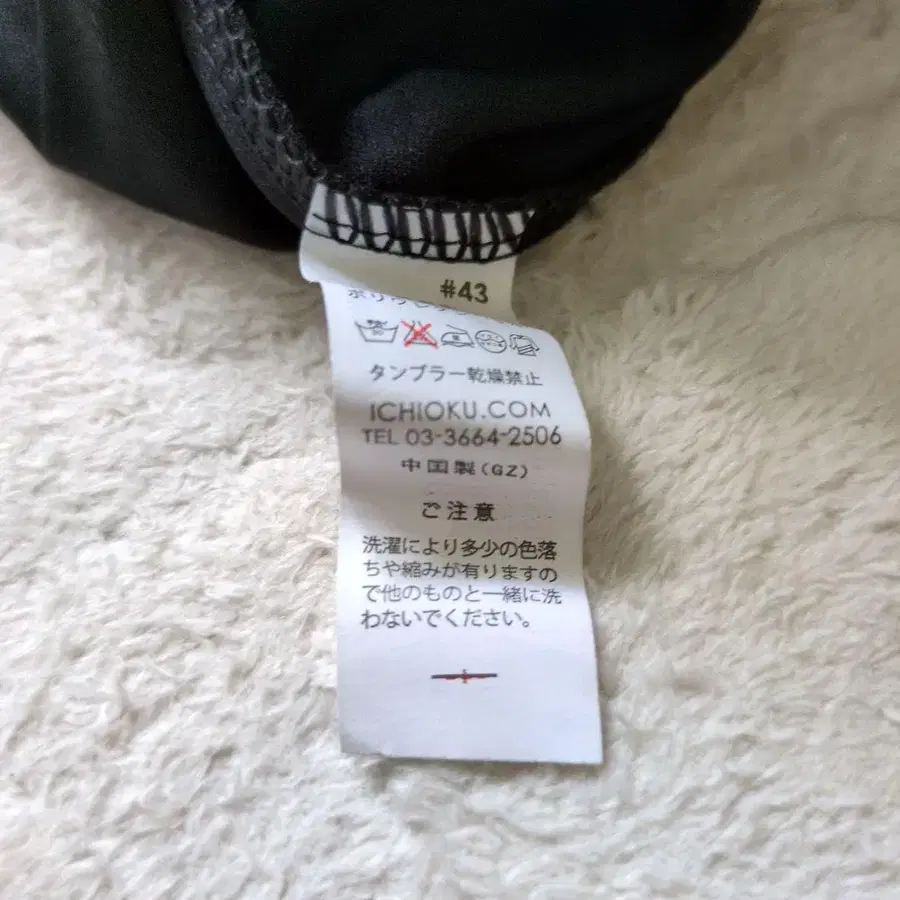 #43
タンブラー乾燥禁止
ICHIOKU.COM
TEL 03-3664-2506
中国製(GZ)
ご注意
洗濯により多少の色落
ちや縮みが有りますの
で他のものと一緒に洗
わないでください。